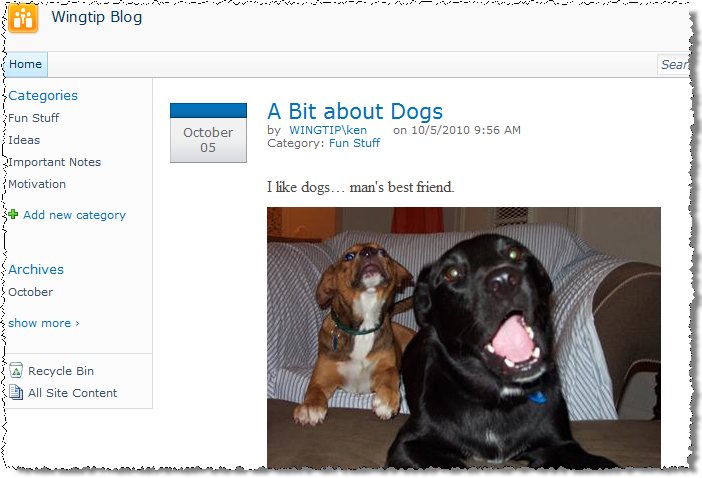 Wingtip Blog
Home
Categories
Fun Stuff
Ideas
Important Notes
Motivation
Add new category
Archives
October
show more ›
Recycle Bin
All Site Content
October
05
A Bit about Dogs
by WINGTIP\ken on 10/5/2010 9:56 AM
Category: Fun Stuff
I like dogs… man's best friend.